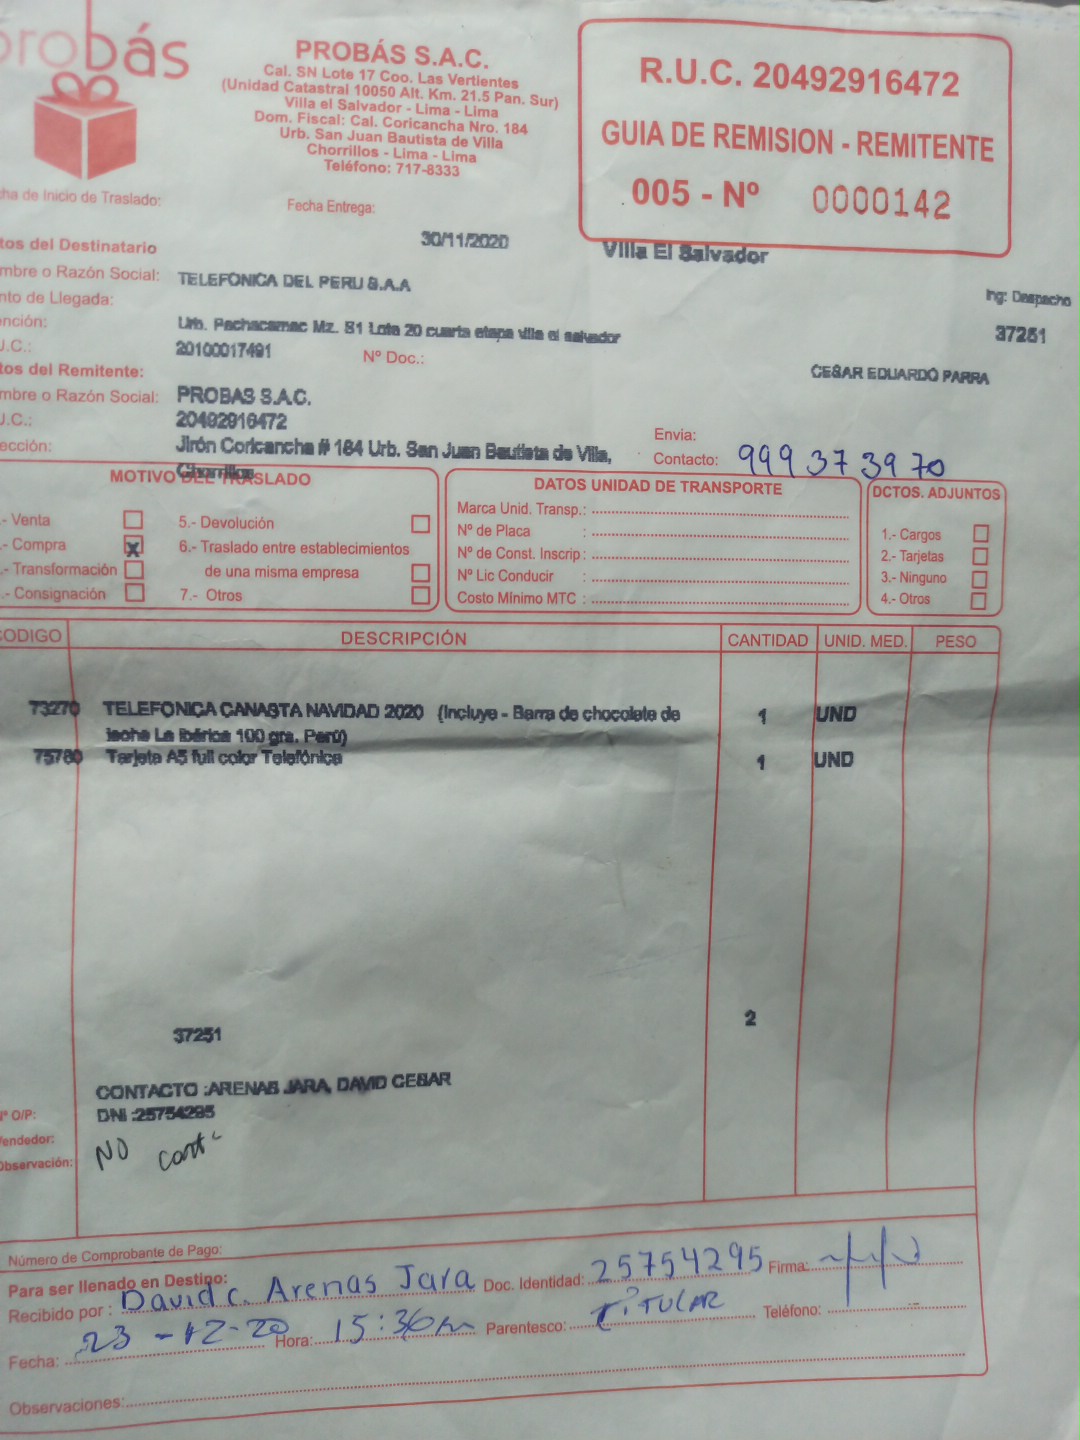 probás
PROBÁS S.A.C.
Cal. SN Lote 17 Coo. Las Vertientes
(Unidad Catastral 10050 Alt. Km. 21.5 Pan. Sur)
Villa el Salvador - Lima - Lima
Dom. Fiscal: Cal. Coricancha Nro. 184
Urb. San Juan Bautista de Villa
Chorrillos - Lima - Lima
Teléfono: 717-8333
R.U.C. 20492916472
GUIA DE REMISION - REMITENTE
005 - Nº 0000142
cha de Inicio de Traslado:
Fecha Entrega:
30/11/2020
Villa El Salvador
tos del Destinatario
mbre o Razón Social: TELEFONICA DEL PERU S.A.A
Ing: Despacho
nto de Llegada:
nción: Urb. Pachacamac Mz. S1 Lote 20 cuarta etapa villa el salvador
37251
.U.C.: 20100017491 Nº Doc.:
tos del Remitente:
CESAR EDUARDO PARRA
mbre o Razón Social: PROBAS S.A.C.
.U.C.: 20492916472
ección: Jirón Coricancha # 184 Urb. San Juan Bautista de Villa,
Chorrillos
Envia:
Contacto: 999373970
MOTIVO DEL TRASLADO
.- Venta
.- Compra X
.- Transformación
.- Consignación
5.- Devolución
6.- Traslado entre establecimientos
de una misma empresa
7.- Otros
DATOS UNIDAD DE TRANSPORTE
Marca Unid. Transp.:
Nº de Placa :
Nº de Const. Inscrip :
Nº Lic Conducir :
Costo Mínimo MTC :
DCTOS. ADJUNTOS
1.- Cargos
2.- Tarjetas
3.- Ninguno
4.- Otros
CODIGO DESCRIPCIÓN CANTIDAD UNID. MED. PESO
73270 TELEFONICA CANASTA NAVIDAD 2020 (Incluye - Barra de chocolate de 1 UND
leche La Ibérica 100 grs. Perú)
75780 Tarjeta A5 full color Telefónica 1 UND
37251 2
CONTACTO :ARENAS JARA, DAVID CESAR
Nº O/P: DNI :25754295
Vendedor:
Observación: NO
Número de Comprobante de Pago:
Para ser llenado en Destino:
Recibido por : David c. Arenas Jara Doc. Identidad: 25754295 Firma:
Fecha: 23-12-20 Hora: 15:36m Parentesco: TITULAR Teléfono:
Observaciones: